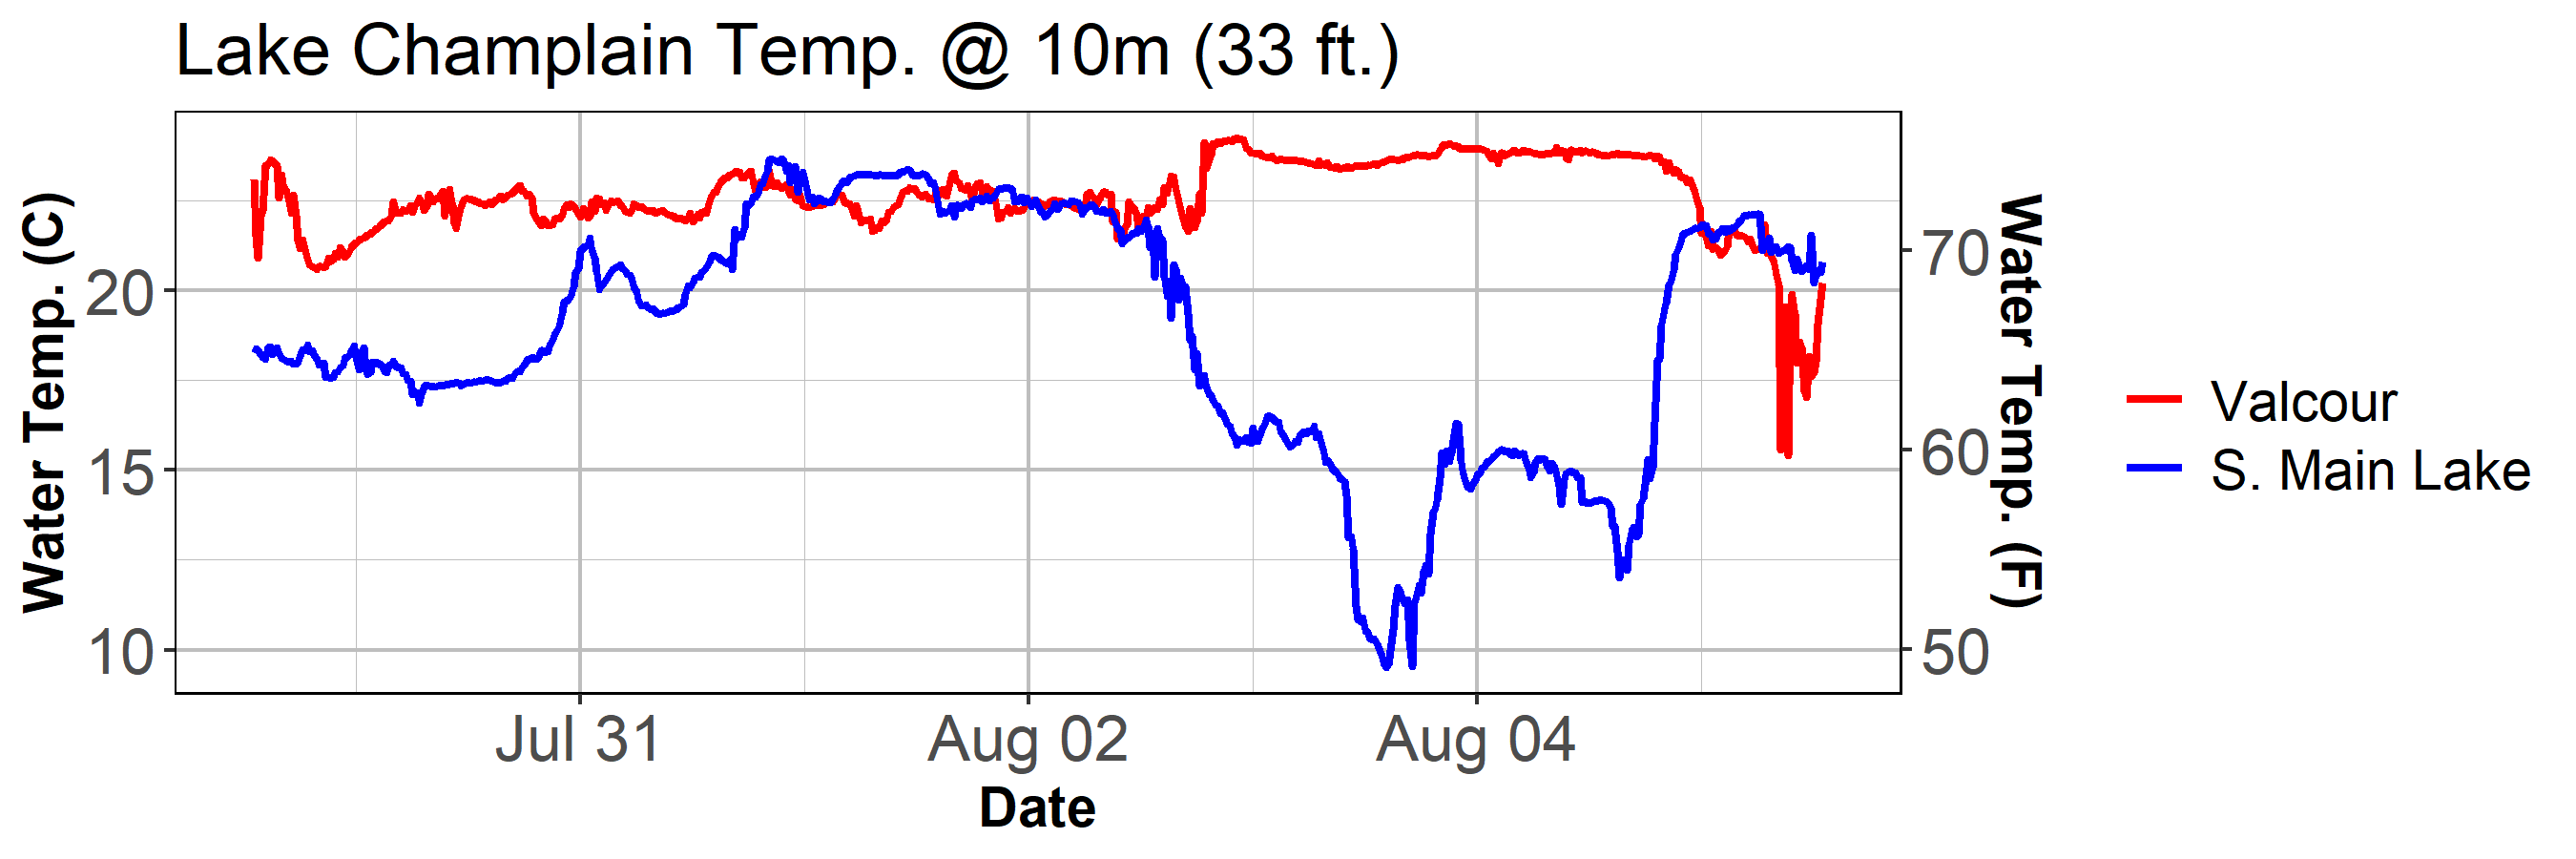 Lake Champlain Temp. @ 10m (33 ft.)
Water Temp. (C)
20
15
10
70
60
50
Water Temp. (F)
Jul 31
Aug 02
Aug 04
Date
Valcour
S. Main Lake